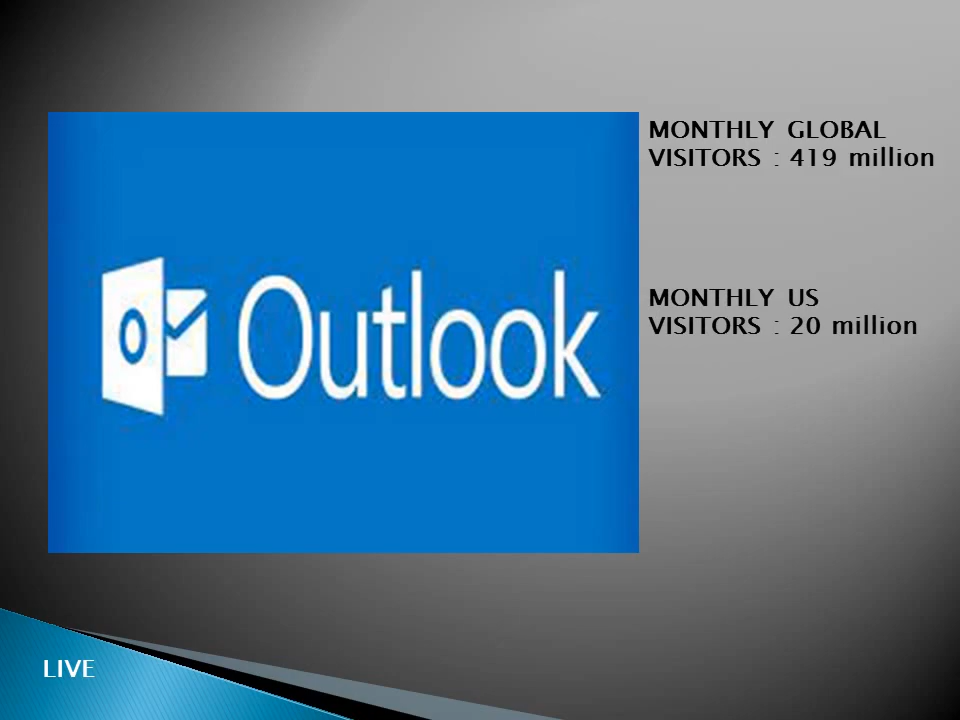 MONTHLY GLOBAL
VISITORS : 419 million
MONTHLY US
VISITORS : 20 million
Outlook
LIVE